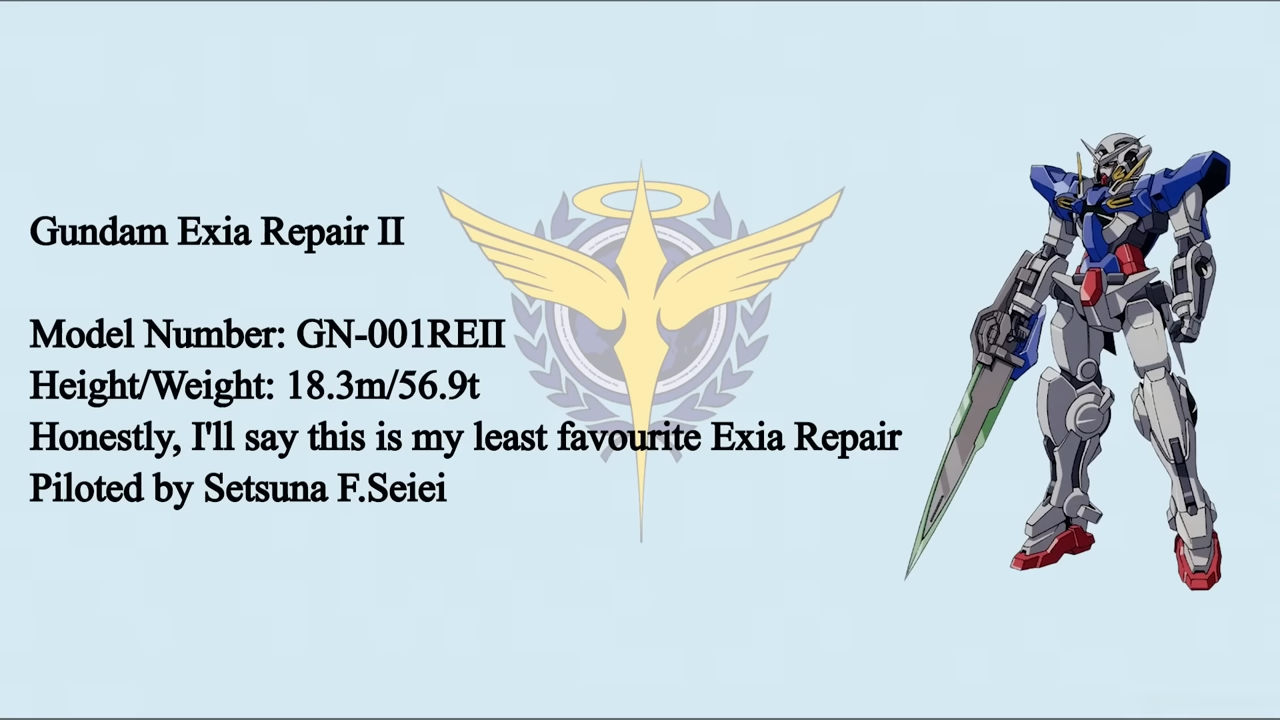 Gundam Exia Repair II
Model Number: GN-001REII
Height/Weight: 18.3m/56.9t
Honestly, I'll say this is my least favourite Exia Repair
Piloted by Setsuna F.Seiei